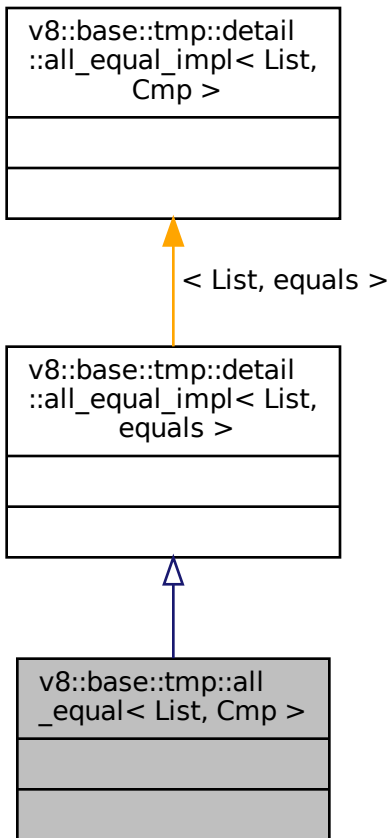 v8::base::tmp::detail
::all_equal_impl< List,
Cmp >
< List, equals >
v8::base::tmp::detail
::all_equal_impl< List,
equals >
v8::base::tmp::all
_equal< List, Cmp >